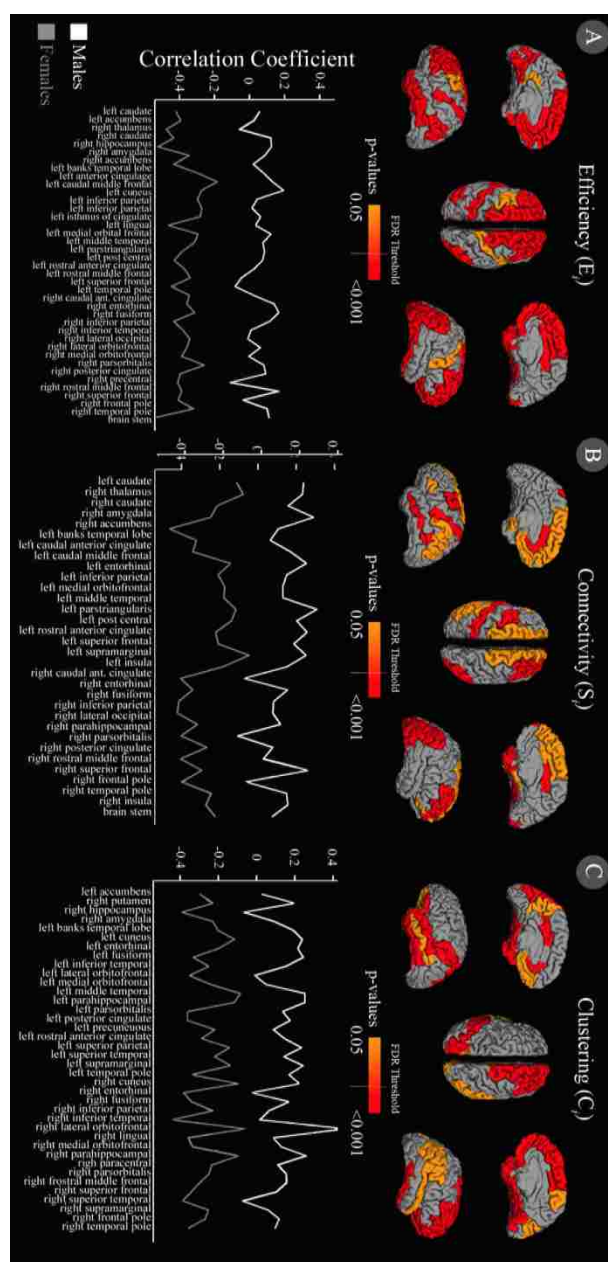 A
Efficiency (Ei)
p-values
0.05
FDR Threshold
<0.001
Correlation Coefficient
-0.4
-0.2
0
0.2
0.4
Males
Females
left caudate
left accumbens
right thalamus
right caudate
right hippocampus
right amygdala
right accumbens
left banks temporal lobe
left anterior cingulage
left caudal middle frontal
left cuneus
left inferior parietal
left inferior parietal
left isthmus of cingulate
left lingual
left medial orbital frontal
left middle temporal
left parstriangularis
left post central
left rostral anterior cingulate
left rostral middle frontal
left superior frontal
left temporal pole
right caudal ant. cingulate
right entorhinal
right fusiform
right inferior parietal
right inferior temporal
right lateral occipital
right lateral orbitofrontal
right medial orbitofrontal
right parsorbitalis
right posterior cingulate
right precentral
right rostral middle frontal
right superior frontal
right frontal pole
right temporal pole
brain stem
B
Connectivity (Si)
p-values
0.05
FDR Threshold
<0.001
-0.4
-0.2
0
0.2
0.4
left caudate
right thalamus
right caudate
right amygdala
right accumbens
left banks temporal lobe
left caudal anterior cingulate
left caudal middle frontal
left entorhinal
left inferior parietal
left medial orbitofrontal
left middle temporal
left parstriangularis
left post central
left rostral anterior cingulate
left superior frontal
left supramarginal
left insula
right caudal ant. cingulate
right entorhinal
right fusiform
right inferior parietal
right lateral occipital
right parahippocampal
right parsorbitalis
right posterior cingulate
right rostral middle frontal
right superior frontal
right frontal pole
right temporal pole
right insula
brain stem
C
Clustering (Ci)
p-values
0.05
FDR Threshold
<0.001
-0.4
-0.2
0
0.2
0.4
left accumbens
right putamen
right hippocampus
right amygdala
left banks temporal lobe
left cuneus
left entorhinal
left fusiform
left inferior temporal
left lateral orbitofrontal
left medial orbitofrontal
left middle temporal
left parahippocampal
left parsorbitalis
left posterior cingulate
left precuneuous
left rostral anterior cingulate
left superior parietal
left superior temporal
left supramarginal
left temporal pole
right cuneus
right entorhinal
right fusiform
right inferior parietal
right inferior temporal
right lateral orbitofrontal
right lingual
right medial orbitofrontal
right parahippocampal
righ paracentral
right parsorbitalis
right frostral middle frontal
right superior frontal
right superior temporal
right supramarginal
right frontal pole
right temporal pole